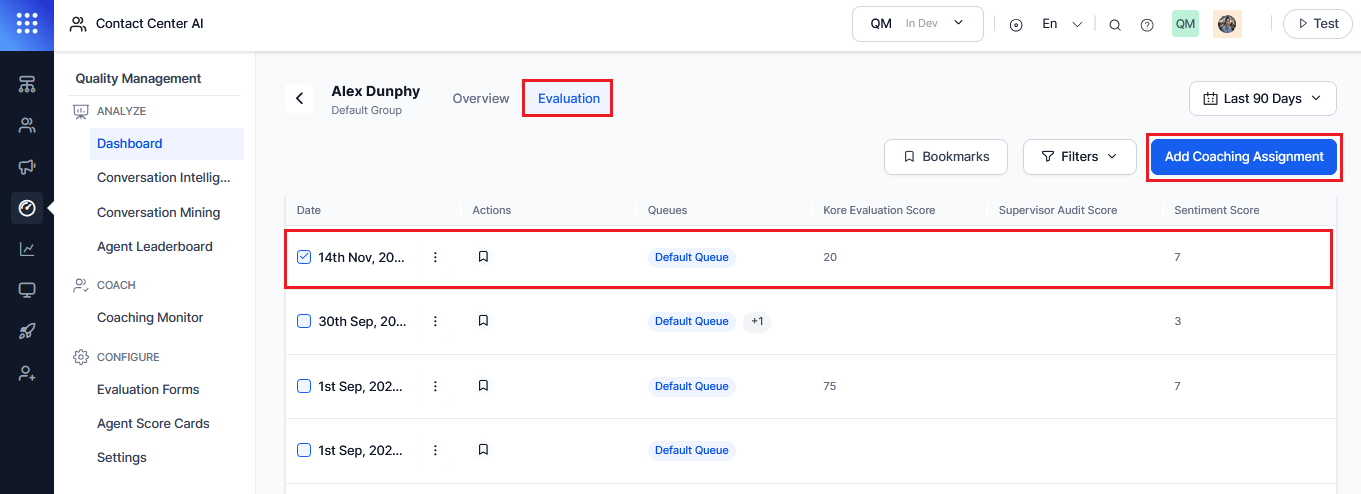 Contact Center AI
QM In Dev
En
QM
Test
Quality Management
ANALYZE
Dashboard
Conversation Intellig...
Conversation Mining
Agent Leaderboard
COACH
Coaching Monitor
CONFIGURE
Evaluation Forms
Agent Score Cards
Settings
Alex Dunphy
Default Group
Overview
Evaluation
Last 90 Days
Bookmarks
Filters
Add Coaching Assignment
Date Actions Queues Kore Evaluation Score Supervisor Audit Score Sentiment Score
14th Nov, 20... Default Queue 20 7
30th Sep, 20... Default Queue +1 3
1st Sep, 202... Default Queue 75 7
1st Sep, 202... Default Queue